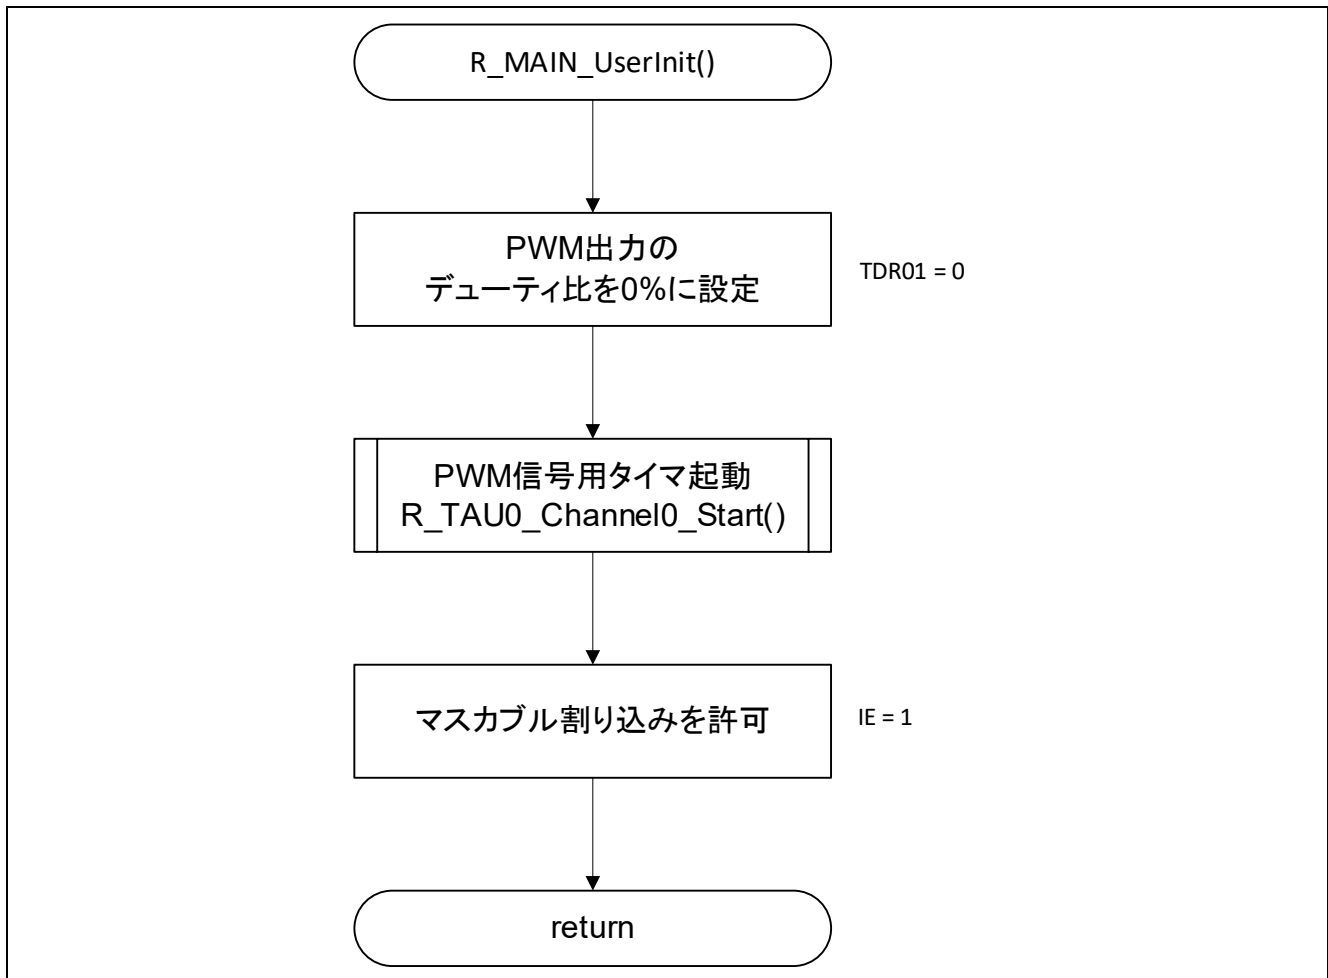 R_MAIN_UserInit()
PWM出力の
デューティ比を0%に設定
TDR01 = 0
PWM信号用タイマ起動
R_TAU0_Channel0_Start()
マスカブル割り込みを許可
IE = 1
return